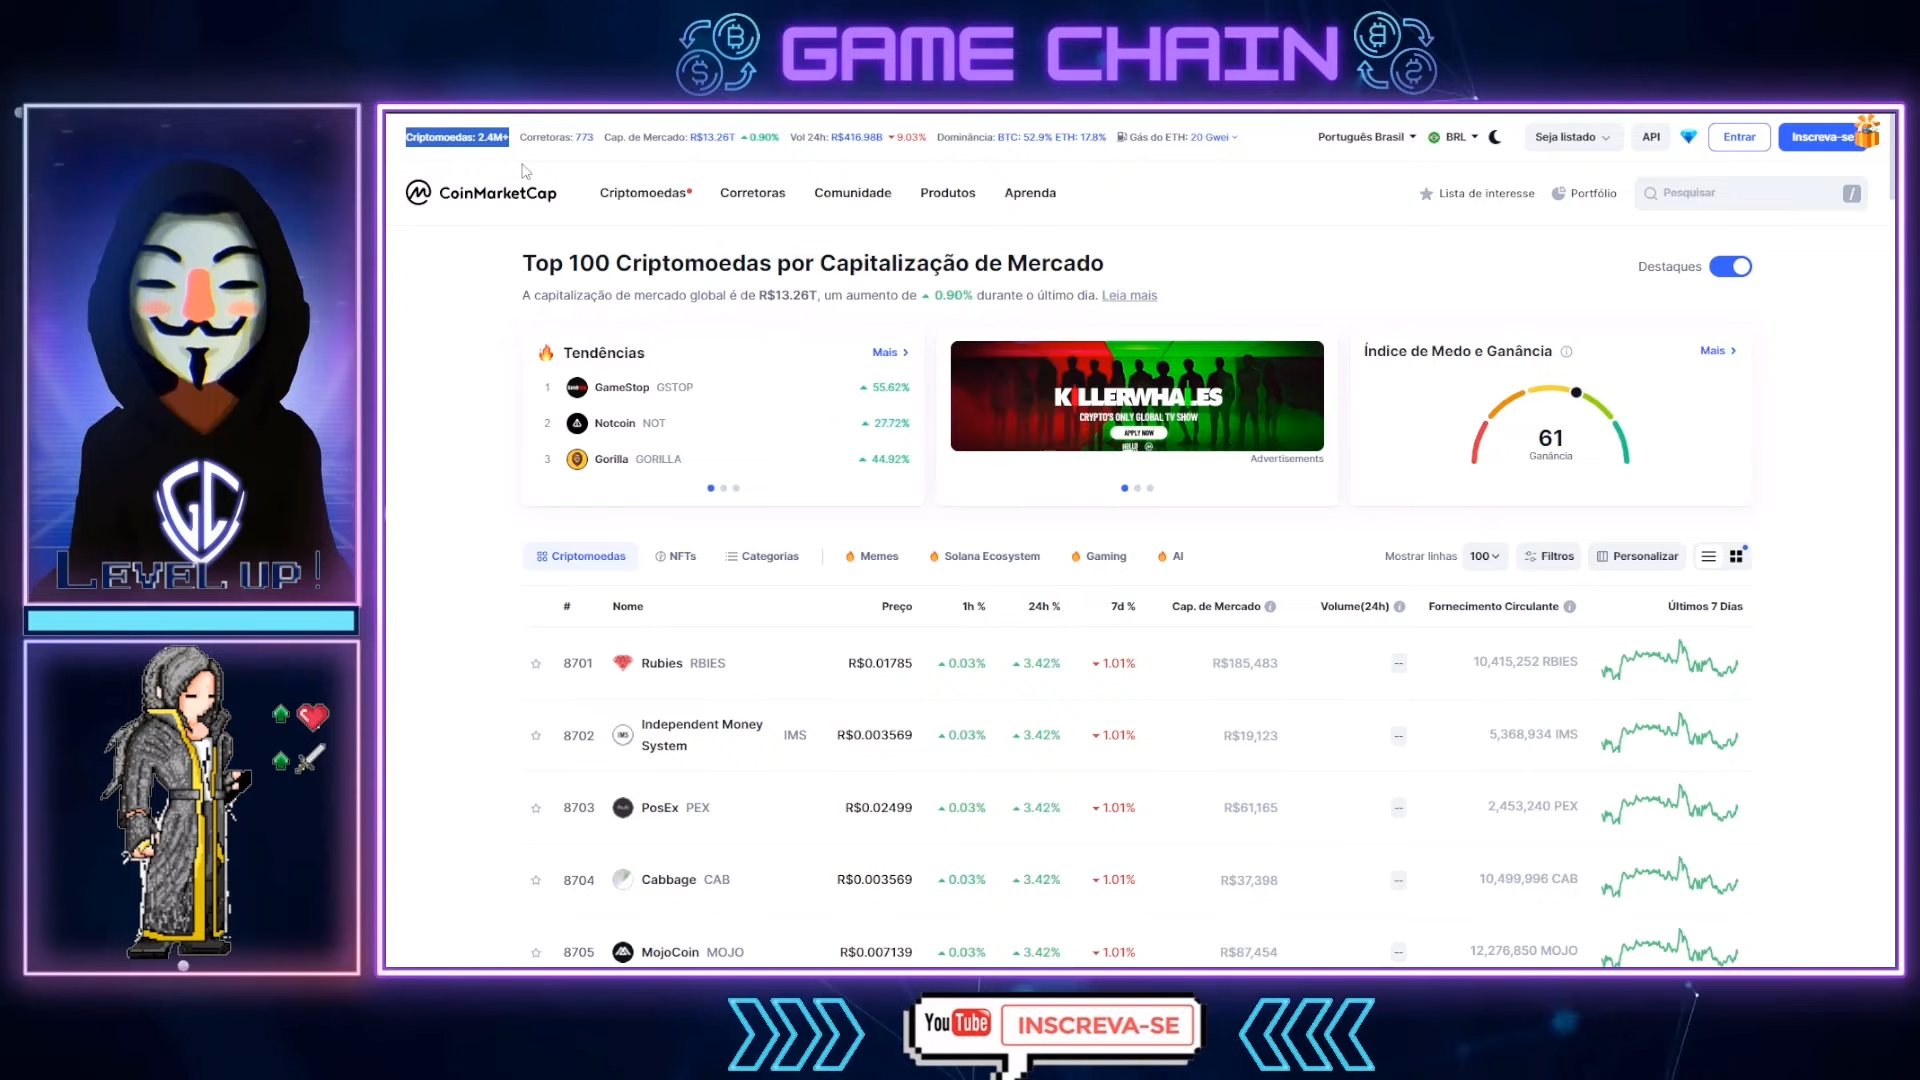 GAME CHAIN
Criptomoedas: 2.4M+ Corretoras: 773 Cap. de Mercado: R$13.26T 0.90% Vol 24h: R$416.98B 9.03% Dominância: BTC: 52.9% ETH: 17.8% Gás do ETH: 20 Gwei Português Brasil BRL Seja listado API Entrar Inscreva-se
CoinMarketCap Criptomoedas Corretoras Comunidade Produtos Aprenda Lista de interesse Portfólio Pesquisar /
Top 100 Criptomoedas por Capitalização de Mercado
Destaques
A capitalização de mercado global é de R$13.26T, um aumento de 0.90% durante o último dia. Leia mais
Tendências Mais >
1 GameStop GSTOP 55.62%
2 Notcoin NOT 27.72%
3 Gorilla GORILLA 44.92%
KILLERWHALES
CRYPTO'S ONLY GLOBAL TV SHOW
APPLY NOW
Advertisements
Índice de Medo e Ganância Mais >
61
Ganância
Criptomoedas NFTs Categorias Memes Solana Ecosystem Gaming AI Mostrar linhas 100 Filtros Personalizar
# Nome Preço 1h % 24h % 7d % Cap. de Mercado Volume(24h) Fornecimento Circulante Últimos 7 Dias
8701 Rubies RBIES R$0.01785 0.03% 3.42% 1.01% R$185,483 -- 10,415,252 RBIES
8702 Independent Money System IMS R$0.003569 0.03% 3.42% 1.01% R$19,123 -- 5,368,934 IMS
8703 PosEx PEX R$0.02499 0.03% 3.42% 1.01% R$61,165 -- 2,453,240 PEX
8704 Cabbage CAB R$0.003569 0.03% 3.42% 1.01% R$37,398 -- 10,499,996 CAB
8705 MojoCoin MOJO R$0.007139 0.03% 3.42% 1.01% R$87,454 -- 12,276,850 MOJO
GC
LEVEL UP!
YouTube INSCREVA-SE